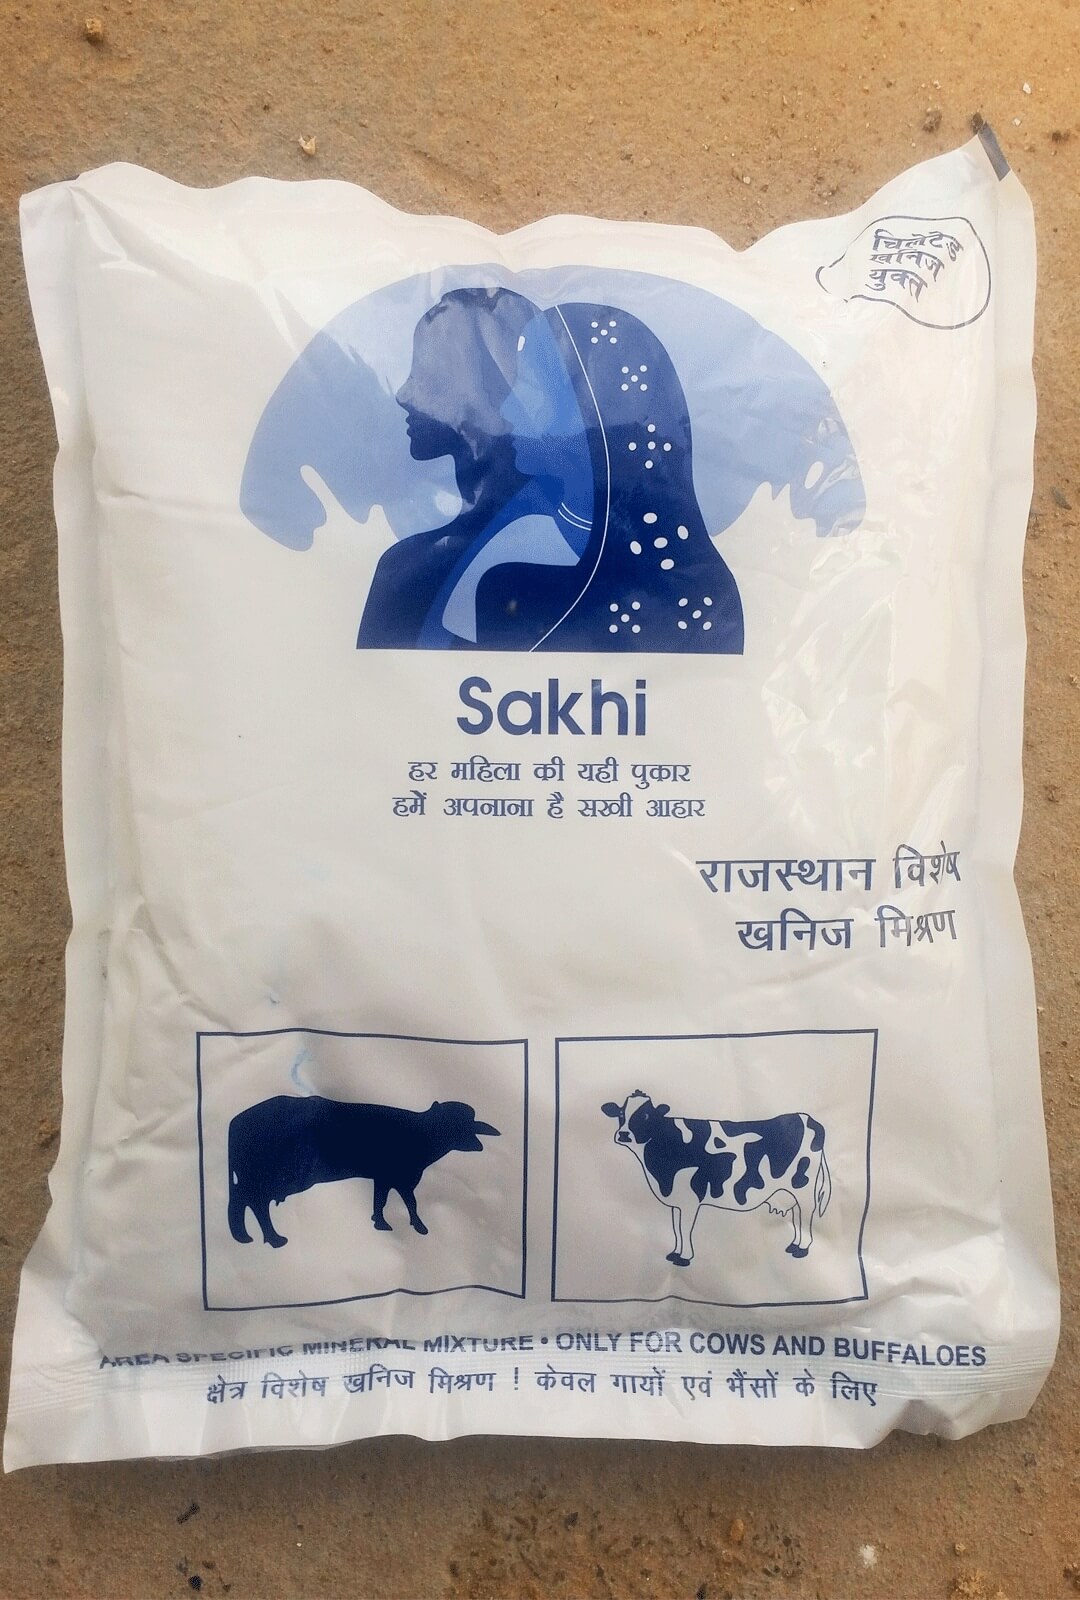 चिलेटेड
खनिज
युक्त
Sakhi
हर महिला की यही पुकार
हमें अपनाना है सखी आहार
राजस्थान विशेष
खनिज मिश्रण
AREA SPECIFIC MINERAL MIXTURE • ONLY FOR COWS AND BUFFALOES
क्षेत्र विशेष खनिज मिश्रण ! केवल गायों एवं भैंसों के लिए